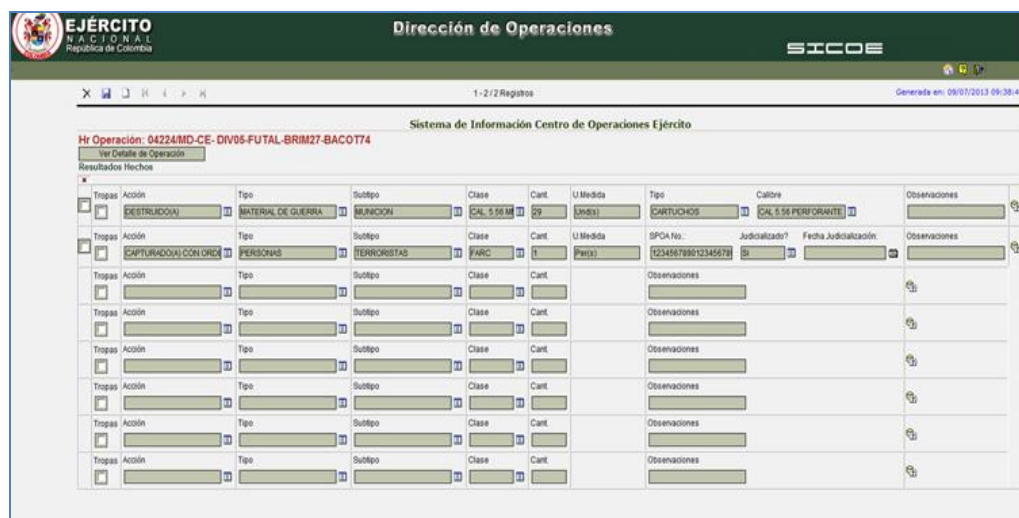 EJÉRCITO
NACIONAL
República de Colombia
Dirección de Operaciones
SICOE
1 - 2 / 2 Registros
Generada en: 09/07/2013 09:38:4
Sistema de Información Centro de Operaciones Ejército
Hr Operación: 04224/MD-CE- DIV05-FUTAL-BRIM27-BACOT74
Ver Detalle de Operación
Resultados Hechos
Tropas Acción Tipo Subtipo Clase Cant. U.Medida Tipo Calibre Observaciones
DESTRUIDO(A) MATERIAL DE GUERRA MUNICION CAL. 5.56 MM 29 Und(s) CARTUCHOS CAL 5.56 PERFORANTE
Tropas Acción Tipo Subtipo Clase Cant. U.Medida SPOA No.: Judicializado? Fecha Judicialización: Observaciones
CAPTURADO(A) CON ORDE PERSONAS TERRORISTAS FARC 1 Per(s) 1234567890123456789 Si
Tropas Acción Tipo Subtipo Clase Cant. Observaciones
Tropas Acción Tipo Subtipo Clase Cant. Observaciones
Tropas Acción Tipo Subtipo Clase Cant. Observaciones
Tropas Acción Tipo Subtipo Clase Cant. Observaciones
Tropas Acción Tipo Subtipo Clase Cant. Observaciones
Tropas Acción Tipo Subtipo Clase Cant. Observaciones